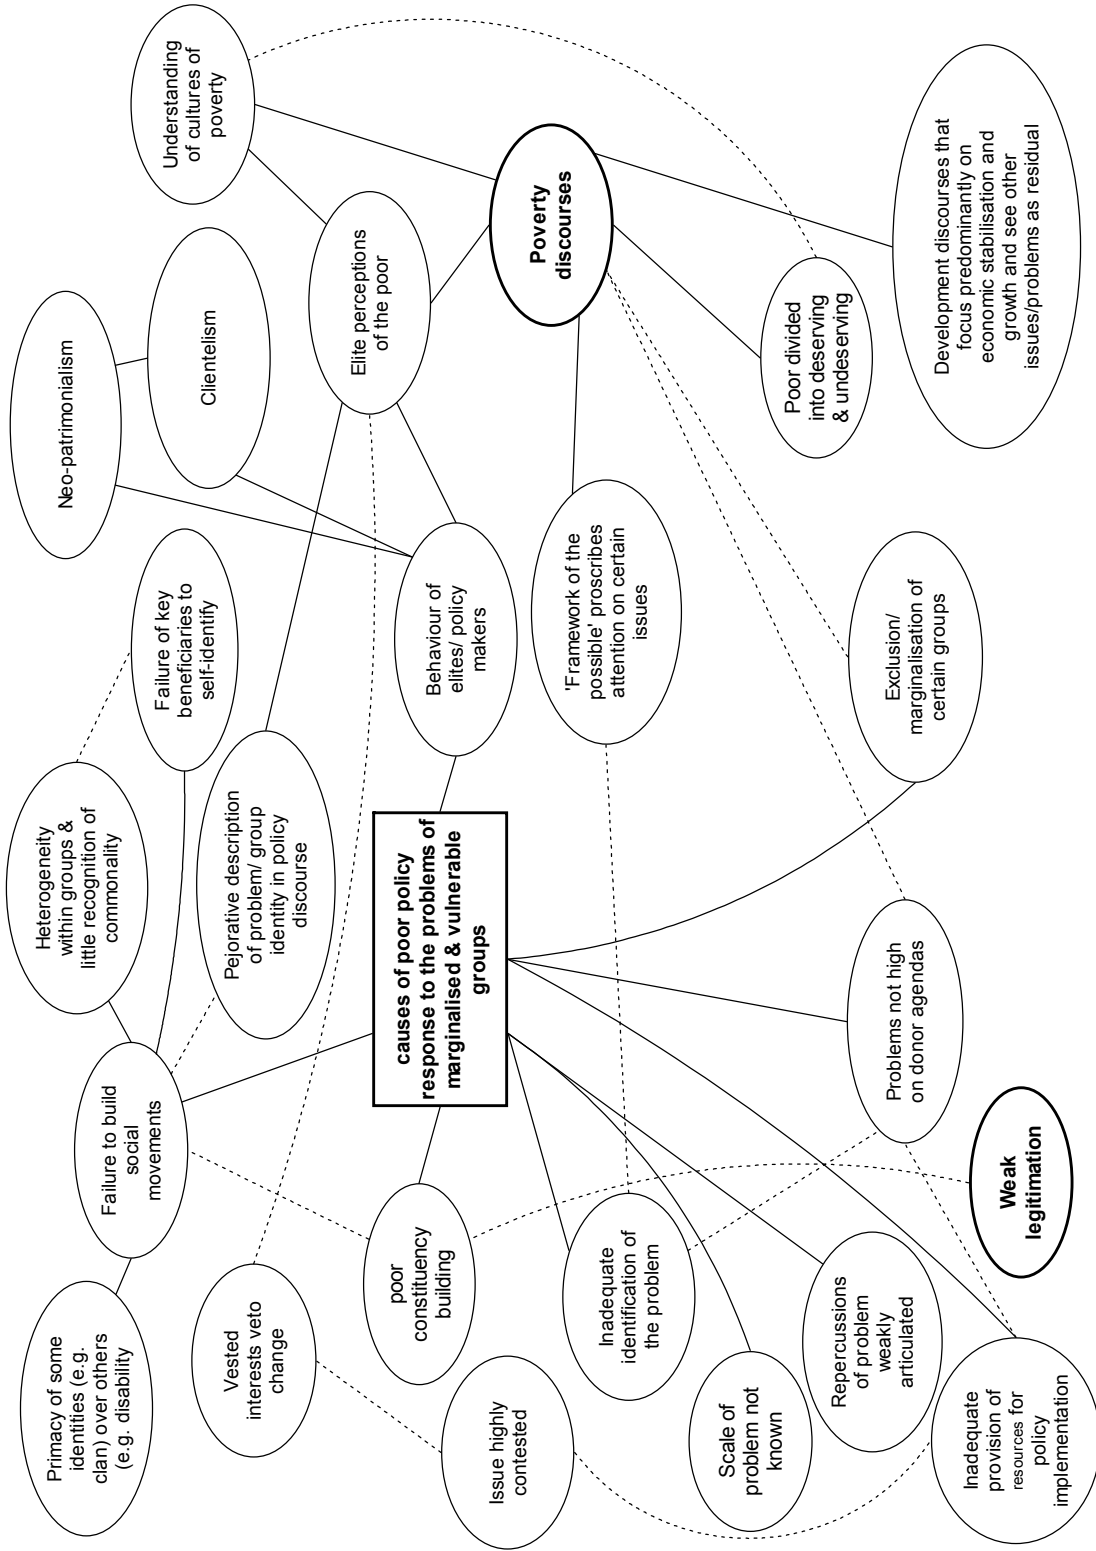 Primacy of some
identities (e.g.
clan) over others
(e.g. disability
Failure to build
social
movements
Heterogeneity
within groups &
little recognition of
commonality
Failure of key
beneficiaries to
self-identify
Neo-patrimonialism
Clientelism
Understanding
of cultures of
poverty
Vested
interests veto
change
Pejorative description
of problem/ group
identity in policy
discourse
Elite perceptions
of the poor
poor
constituency
building
causes of poor policy
response to the problems of
marginalised & vulnerable
groups
Behaviour of
elites/ policy
makers
Issue highly
contested
Inadequate
identification of
the problem
'Framework of the
possible' proscribes
attention on certain
issues
Poverty
discourses
Scale of
problem not
known
Repercussions
of problem
weakly
articulated
Poor divided
into deserving
& undeserving
Inadequate
provision of
resources for
policy
implementation
Weak
legitimation
Problems not high
on donor agendas
Exclusion/
marginalisation of
certain groups
Development discourses that
focus predominantly on
economic stabilisation and
growth and see other
issues/problems as residual